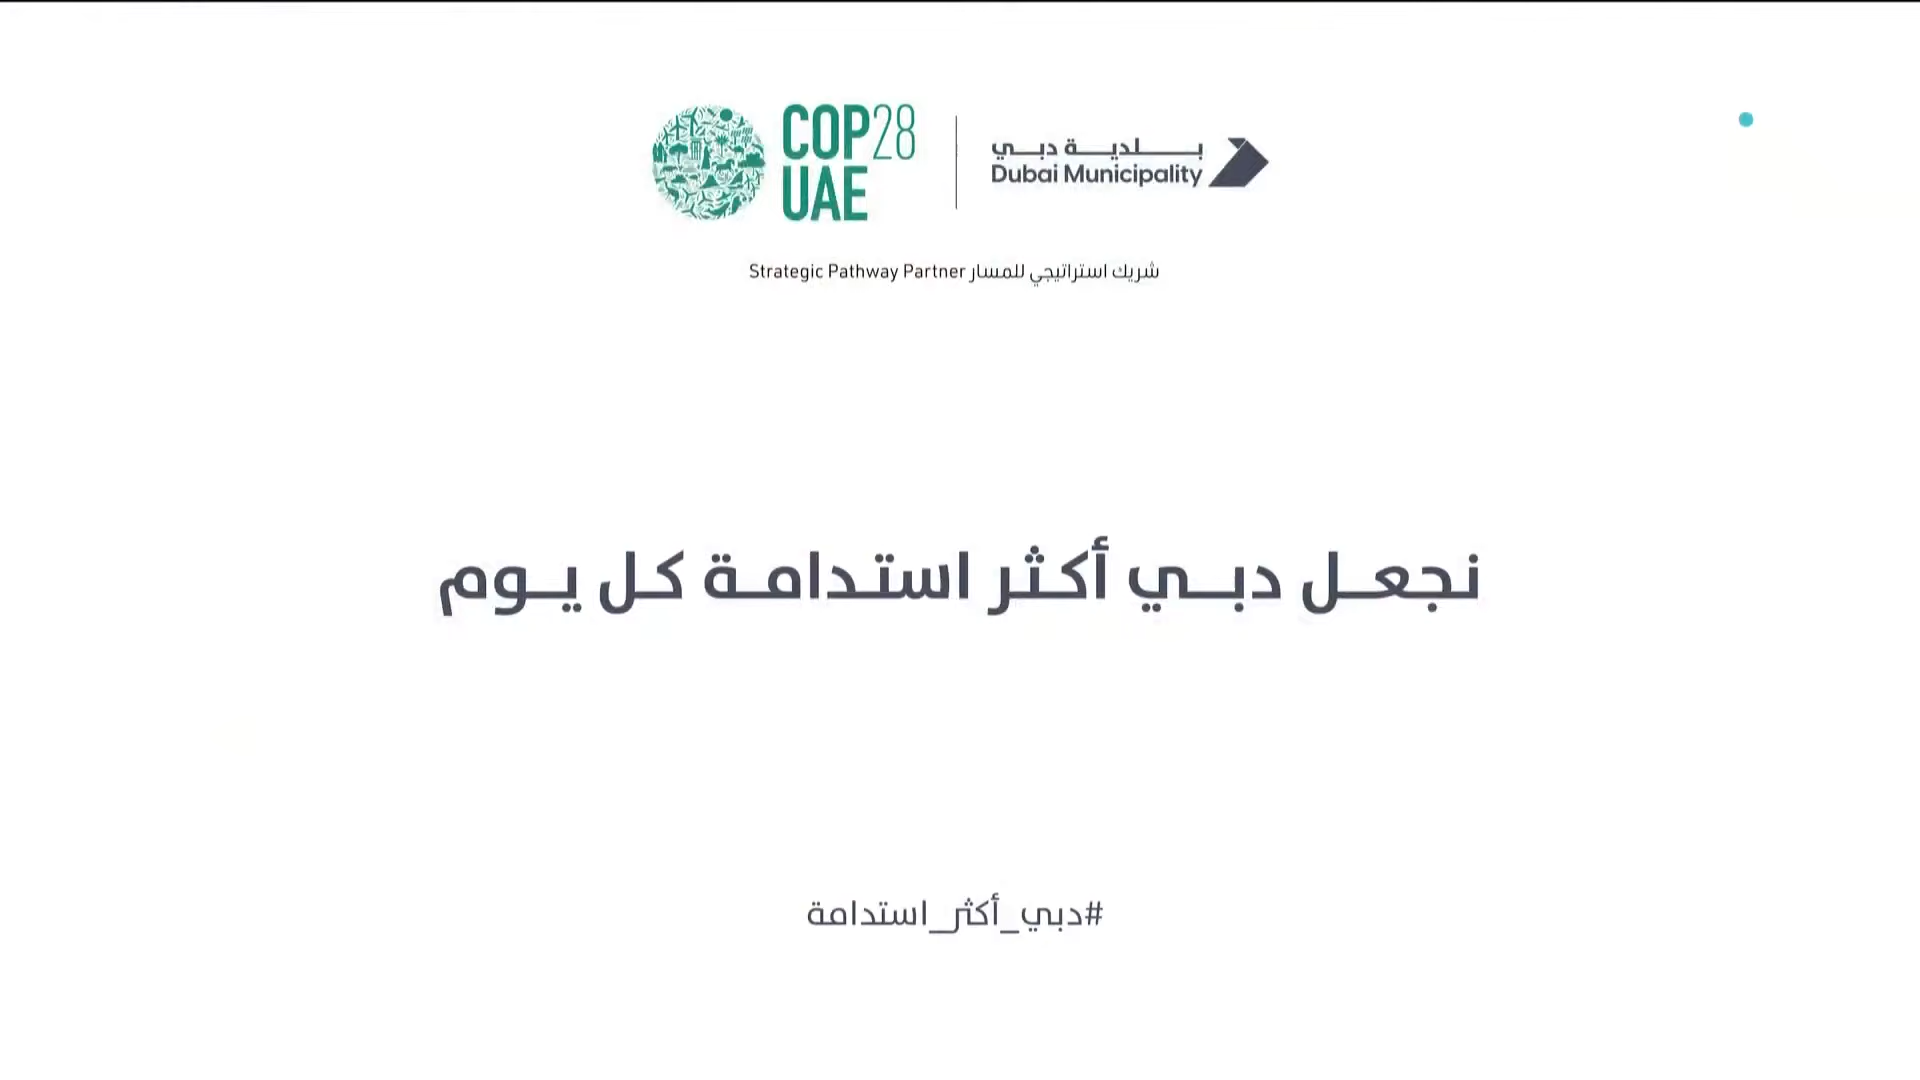 COP28
UAE
بلدية دبي
Dubai Municipality
Strategic Pathway Partner شريك استراتيجي للمسار
نجعل دبي أكثر استدامة كل يوم
#دبي_أكثر_استدامة